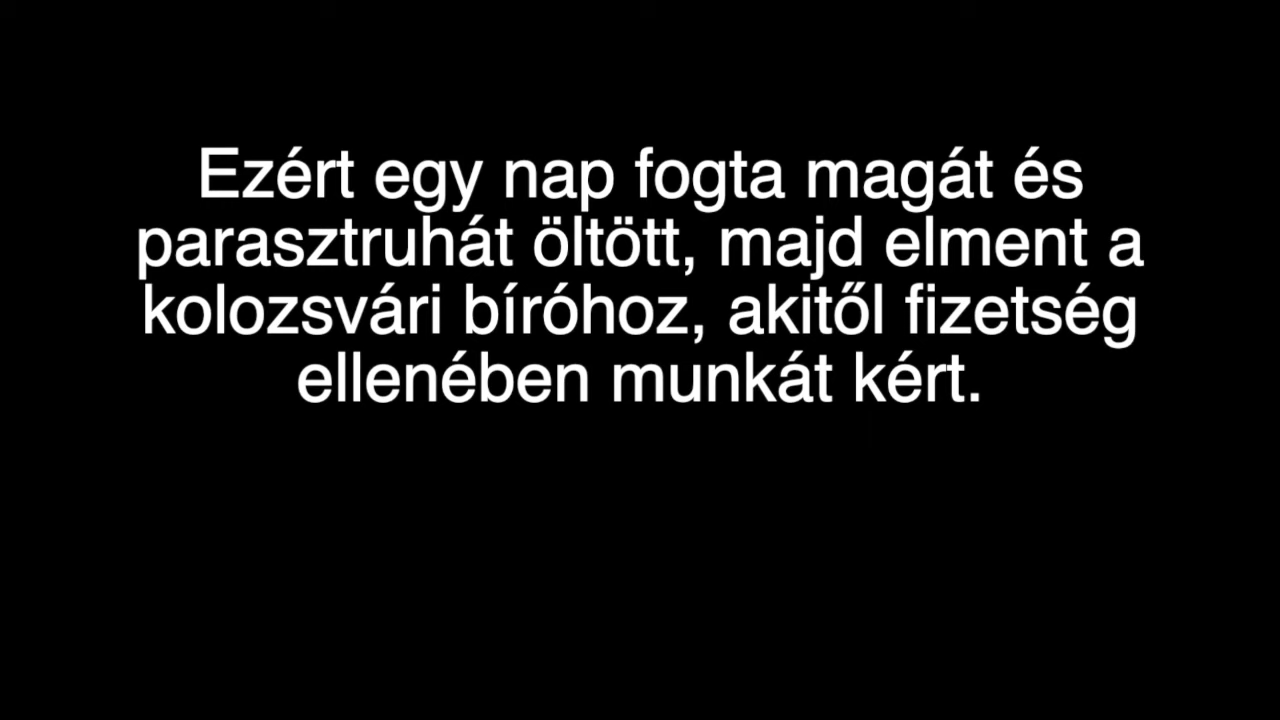 Ezért egy nap fogta magát és
parasztruhát öltött, majd elment a
kolozsvári bíróhoz, akitől fizetség
ellenében munkát kért.